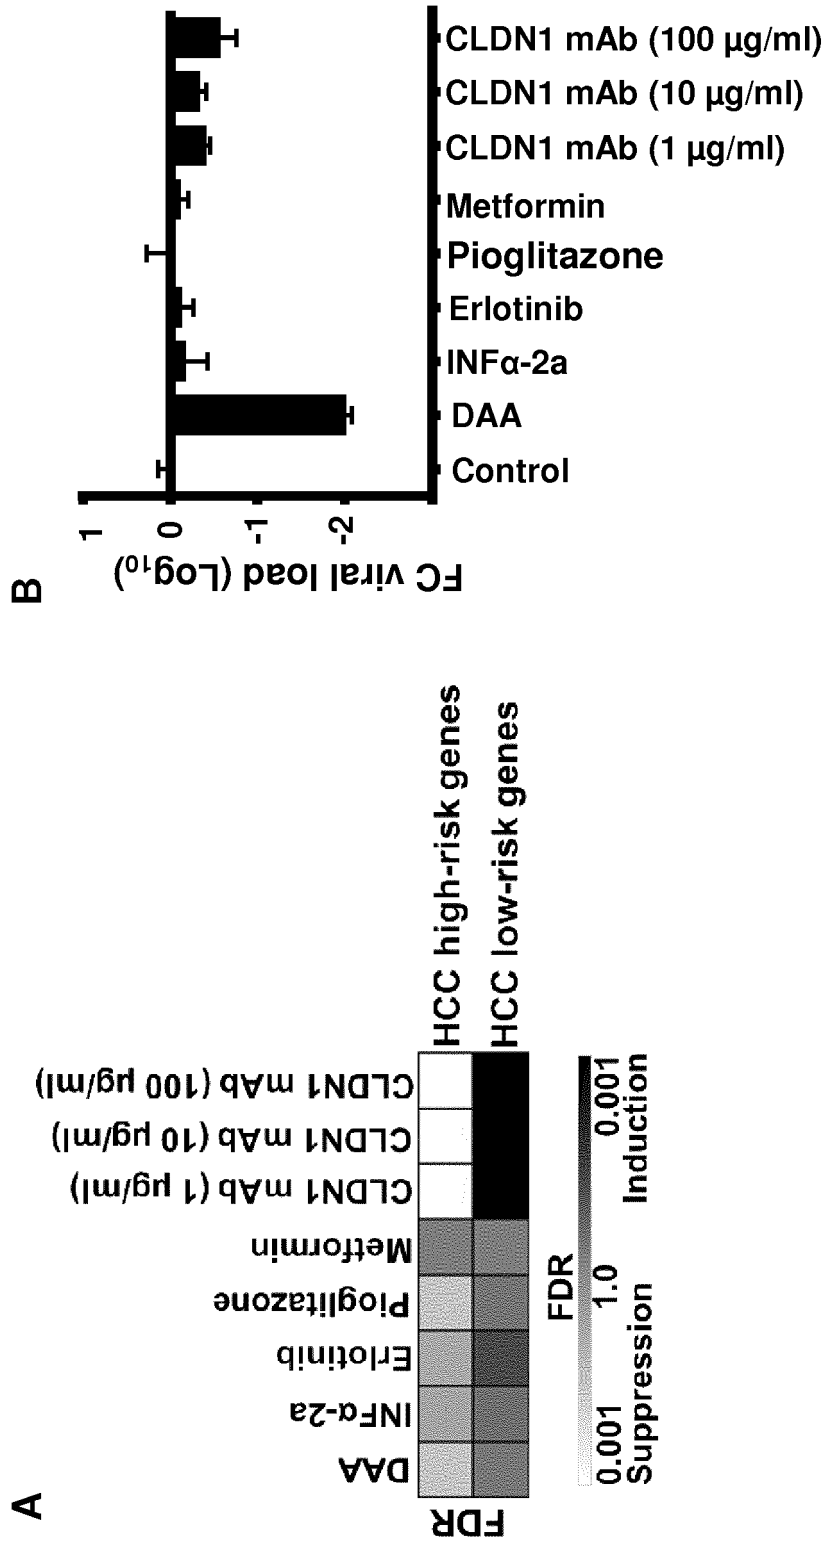 A
DAA
INFα-2a
Erlotinib
Pioglitazone
Metformin
CLDN1 mAb (1 µg/ml)
CLDN1 mAb (10 µg/ml)
CLDN1 mAb (100 µg/ml)
FDR
HCC high-risk genes
HCC low-risk genes
FDR
0.001
1.0
0.001
Suppression
Induction
B
FC viral load (Log10)
1
0
-1
-2
Control
DAA
INFα-2a
Erlotinib
Pioglitazone
Metformin
CLDN1 mAb (1 µg/ml)
CLDN1 mAb (10 µg/ml)
CLDN1 mAb (100 µg/ml)